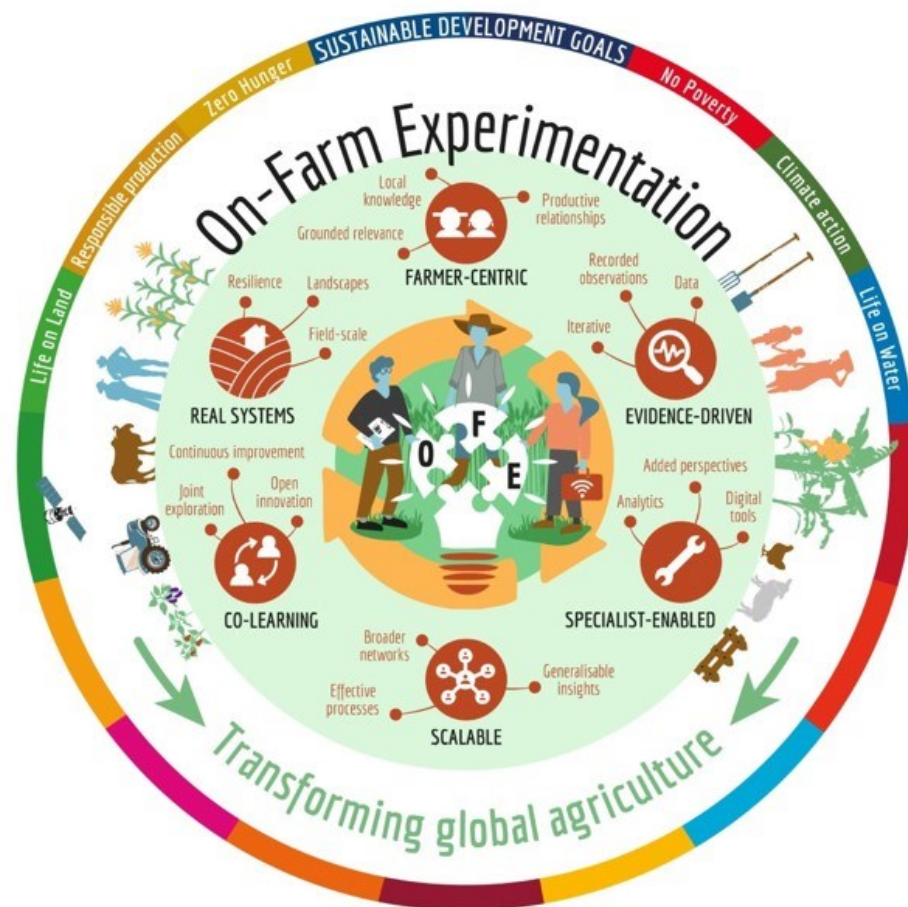 SUSTAINABLE DEVELOPMENT GOALS
Zero Hunger
No Poverty
Responsible production
Climate action
Life on Land
Life on Water
On-Farm Experimentation
Local
knowledge
Productive
relationships
Grounded relevance
FARMER-CENTRIC
Resilience
Landscapes
Field-scale
REAL SYSTEMS
Recorded
observations
Data
Iterative
EVIDENCE-DRIVEN
O
F
E
Continuous improvement
Joint
exploration
Open
innovation
CO-LEARNING
Added perspectives
Analytics
Digital
tools
SPECIALIST-ENABLED
Broader
networks
Effective
processes
Generalisable
insights
SCALABLE
Transforming global agriculture